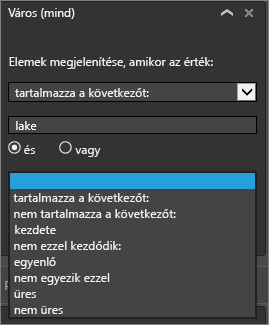 Város (mind)
Elemek megjelenítése, amikor az érték:
tartalmazza a következőt:
lake
és vagy
tartalmazza a következőt:
nem tartalmazza a következőt:
kezdete
nem ezzel kezdődik:
egyenlő
nem egyezik ezzel
üres
nem üres